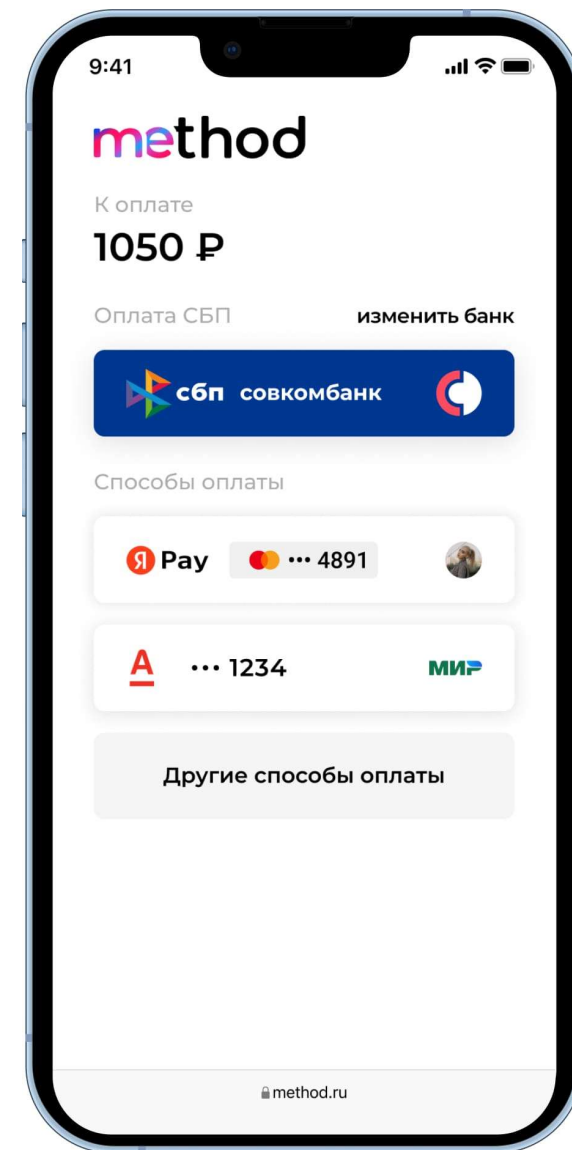 9:41
method
К оплате
1050 ₽
Оплата СБП изменить банк
сбп совкомбанк
Способы оплаты
Я Pay ••• 4891
А ••• 1234 МИР
Другие способы оплаты
method.ru